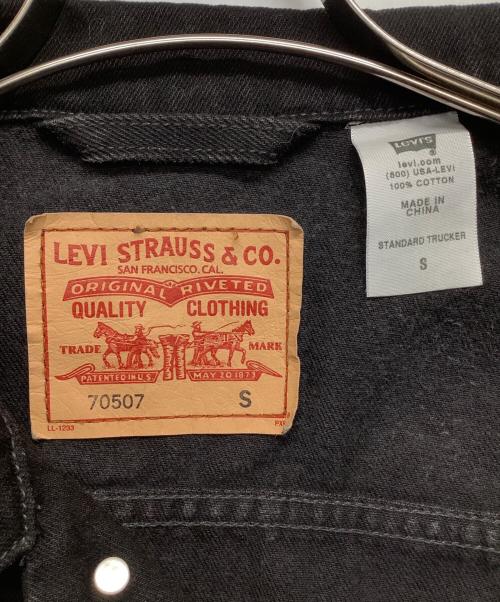 LEVI'S
®
levi.com
(800) USA-LEVI
100% COTTON
MADE IN
CHINA
STANDARD TRUCKER
S
LEVI STRAUSS & CO.
SAN FRANCISCO. CAL.
ORIGINAL RIVETED
QUALITY CLOTHING
TRADE MARK
PATENTED IN U.S. MAY 20 1873
70507 S
LL-1233